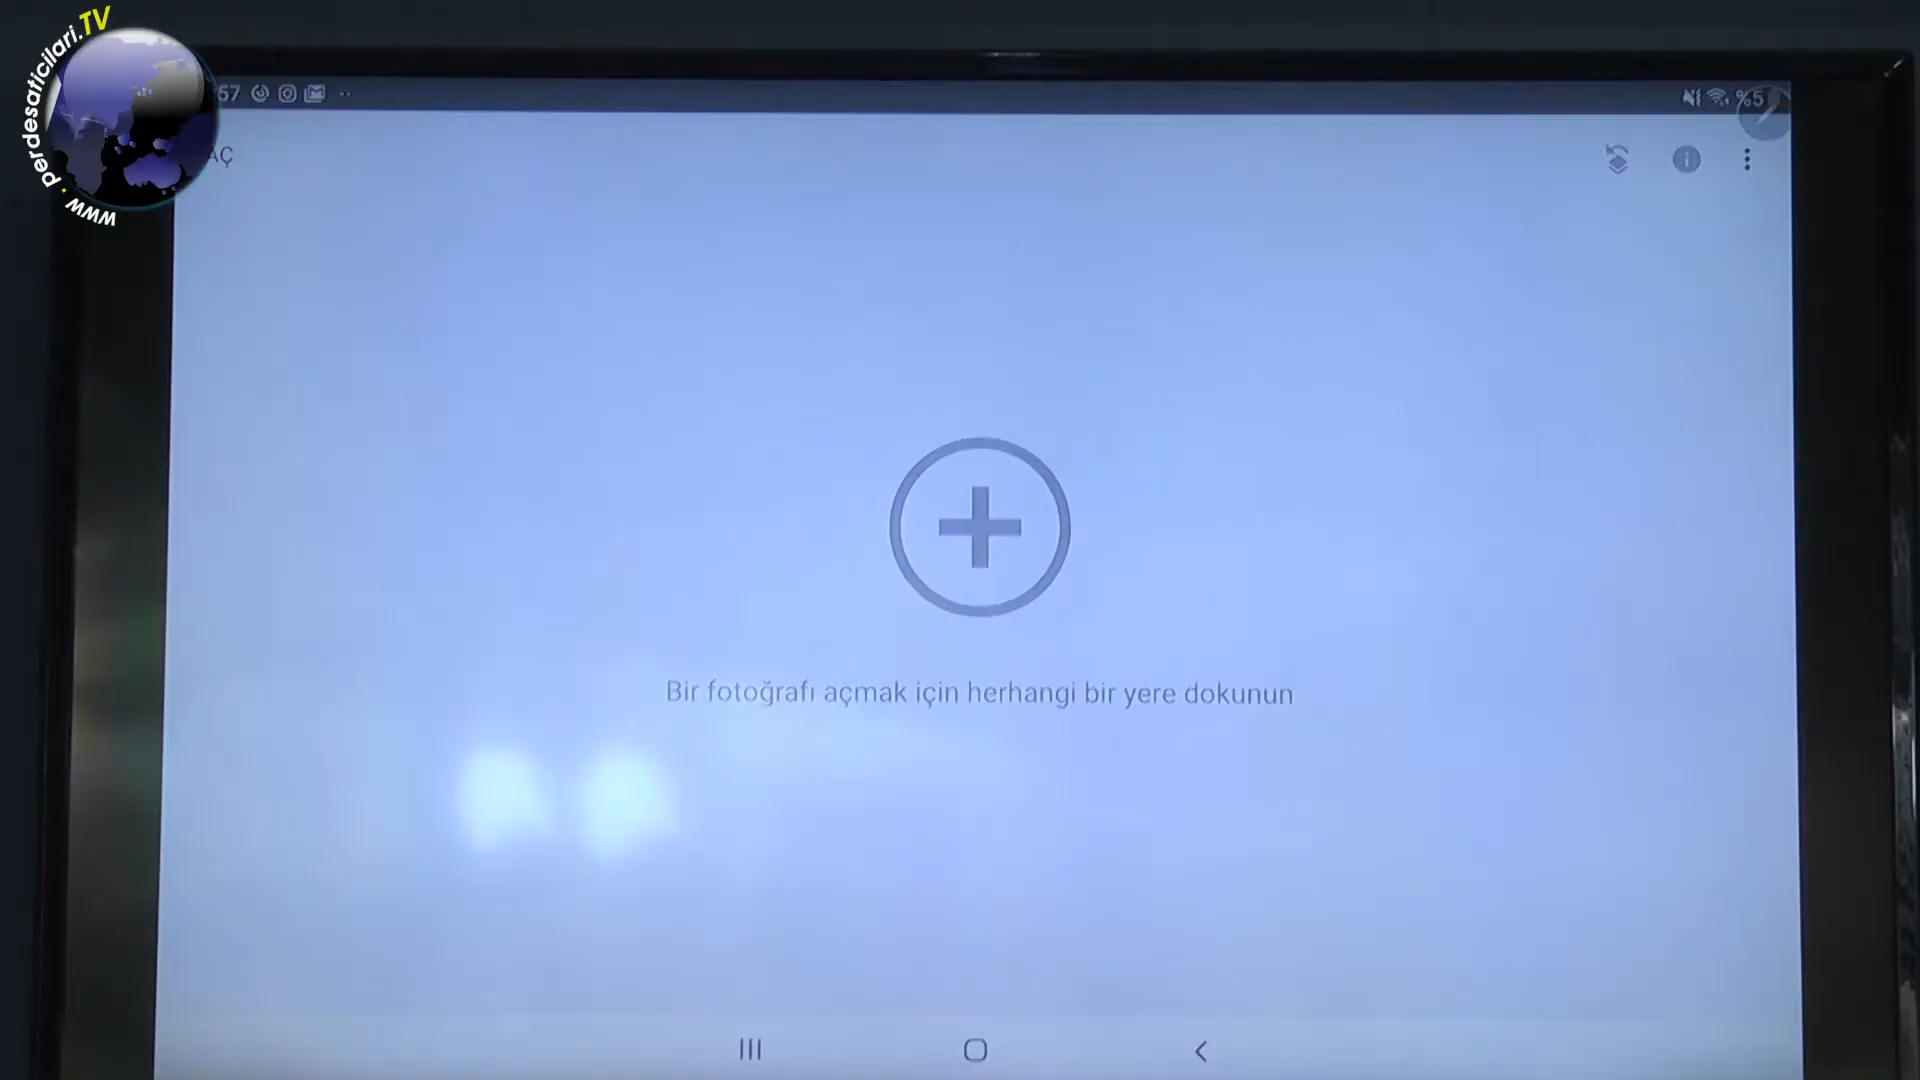 www.perdesaticilari.TV
57
%5
AÇ
Bir fotoğrafı açmak için herhangi bir yere dokunun